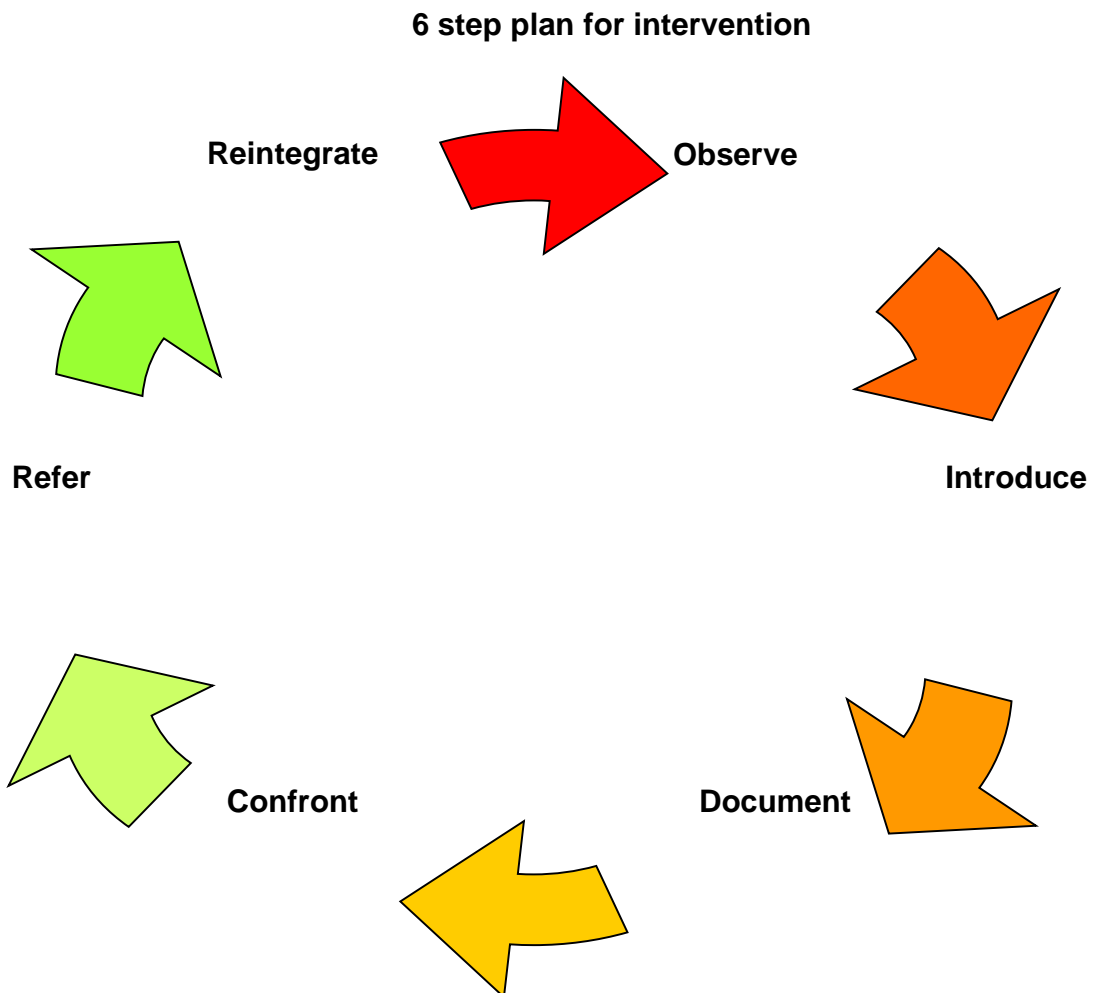 6 step plan for intervention
Reintegrate
Observe
Refer
Introduce
Confront
Document